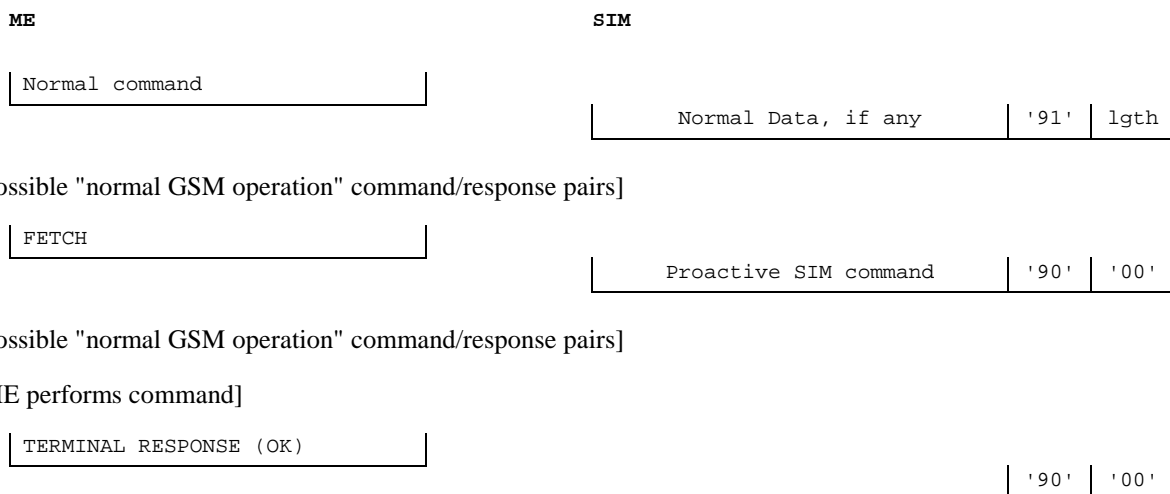 ME SIM
Normal command
Normal Data, if any '91' lgth
ossible "normal GSM operation" command/response pairs]
FETCH
Proactive SIM command '90' '00'
ossible "normal GSM operation" command/response pairs]
IE performs command]
TERMINAL RESPONSE (OK)
'90' '00'